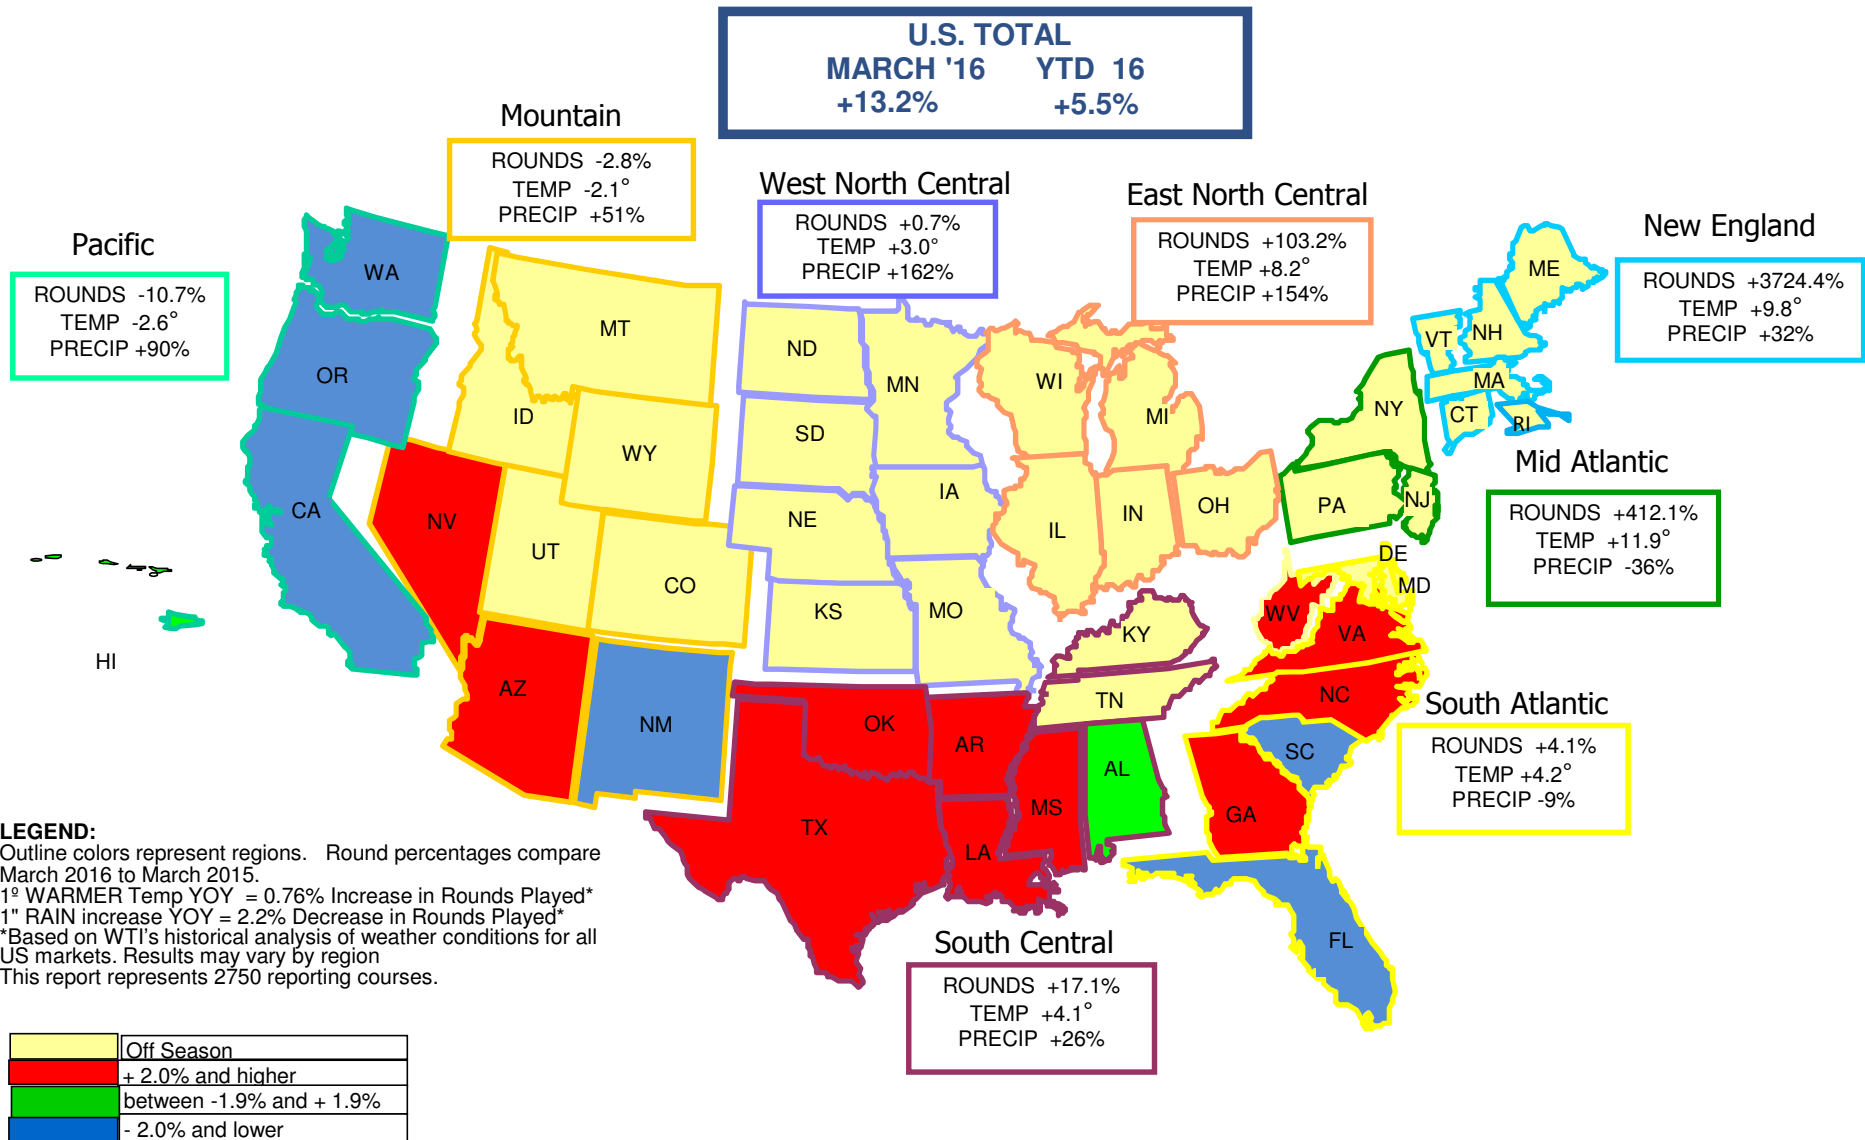 U.S. TOTAL
MARCH '16 YTD 16
+13.2% +5.5%
Mountain
ROUNDS -2.8%
TEMP -2.1°
PRECIP +51%
West North Central
ROUNDS +0.7%
TEMP +3.0°
PRECIP +162%
East North Central
ROUNDS +103.2%
TEMP +8.2°
PRECIP +154%
New England
ROUNDS +3724.4%
TEMP +9.8°
PRECIP +32%
Pacific
ROUNDS -10.7%
TEMP -2.6°
PRECIP +90%
Mid Atlantic
ROUNDS +412.1%
TEMP +11.9°
PRECIP -36%
South Atlantic
ROUNDS +4.1%
TEMP +4.2°
PRECIP -9%
South Central
ROUNDS +17.1%
TEMP +4.1°
PRECIP +26%
WA
OR
CA
HI
MT
ID
WY
NV
UT
CO
AZ
NM
ND
SD
NE
KS
MN
IA
MO
WI
MI
IL
IN
OH
KY
TN
OK
AR
TX
LA
MS
AL
ME
VT
NH
MA
CT
RI
NY
PA
NJ
DE
MD
WV
VA
NC
SC
GA
FL
LEGEND:
Outline colors represent regions. Round percentages compare
March 2016 to March 2015.
1º WARMER Temp YOY = 0.76% Increase in Rounds Played*
1" RAIN increase YOY = 2.2% Decrease in Rounds Played*
*Based on WTI's historical analysis of weather conditions for all
US markets. Results may vary by region
This report represents 2750 reporting courses.
Off Season
+ 2.0% and higher
between -1.9% and + 1.9%
- 2.0% and lower